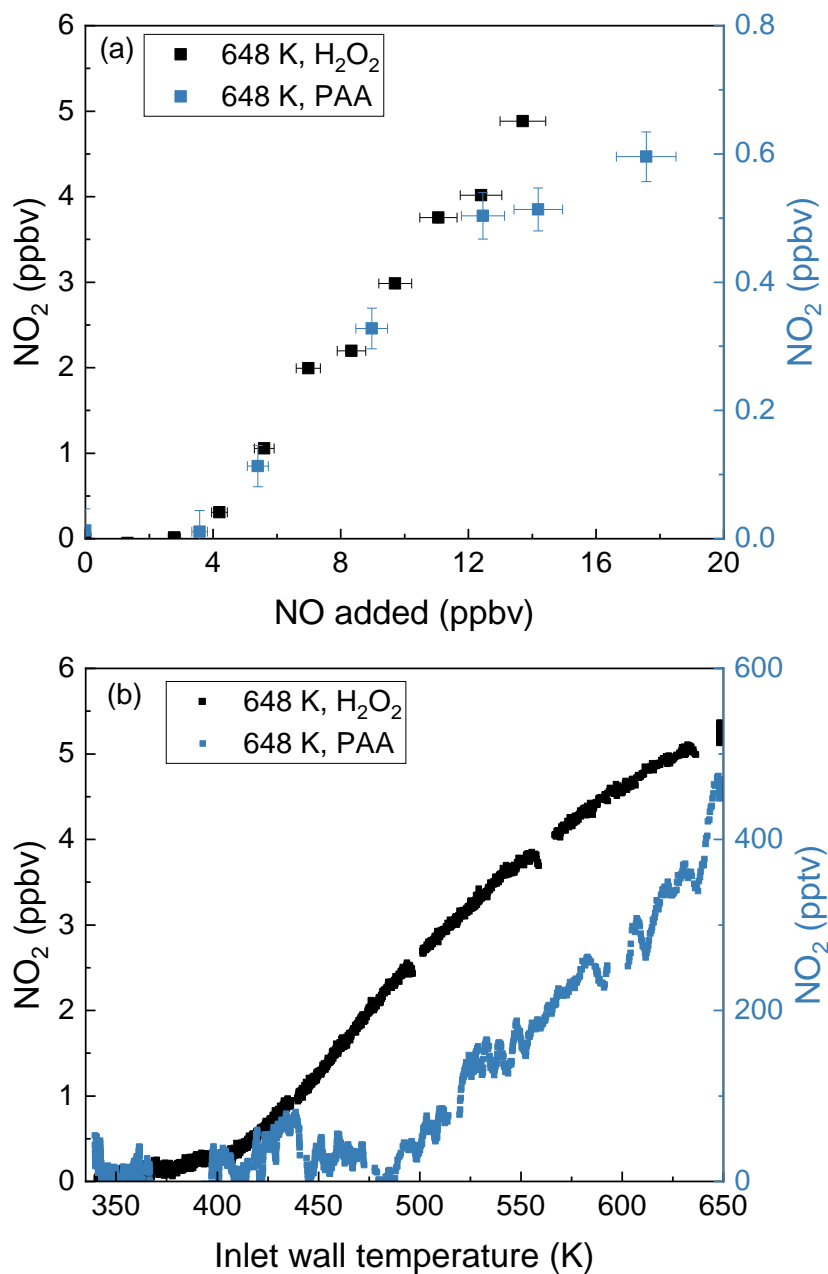 (a)
648 K, H₂O₂
648 K, PAA
6
5
4
3
2
1
0
NO₂ (ppbv)
0.8
0.6
0.4
0.2
0.0
NO₂ (ppbv)
0 4 8 12 16 20
NO added (ppbv)
(b)
648 K, H₂O₂
648 K, PAA
6
5
4
3
2
1
0
NO₂ (ppbv)
600
400
200
0
NO₂ (pptv)
350 400 450 500 550 600 650
Inlet wall temperature (K)